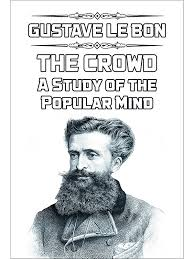 GUSTAVE LE BON
THE CROWD
A STUDY OF THE
POPULAR MIND